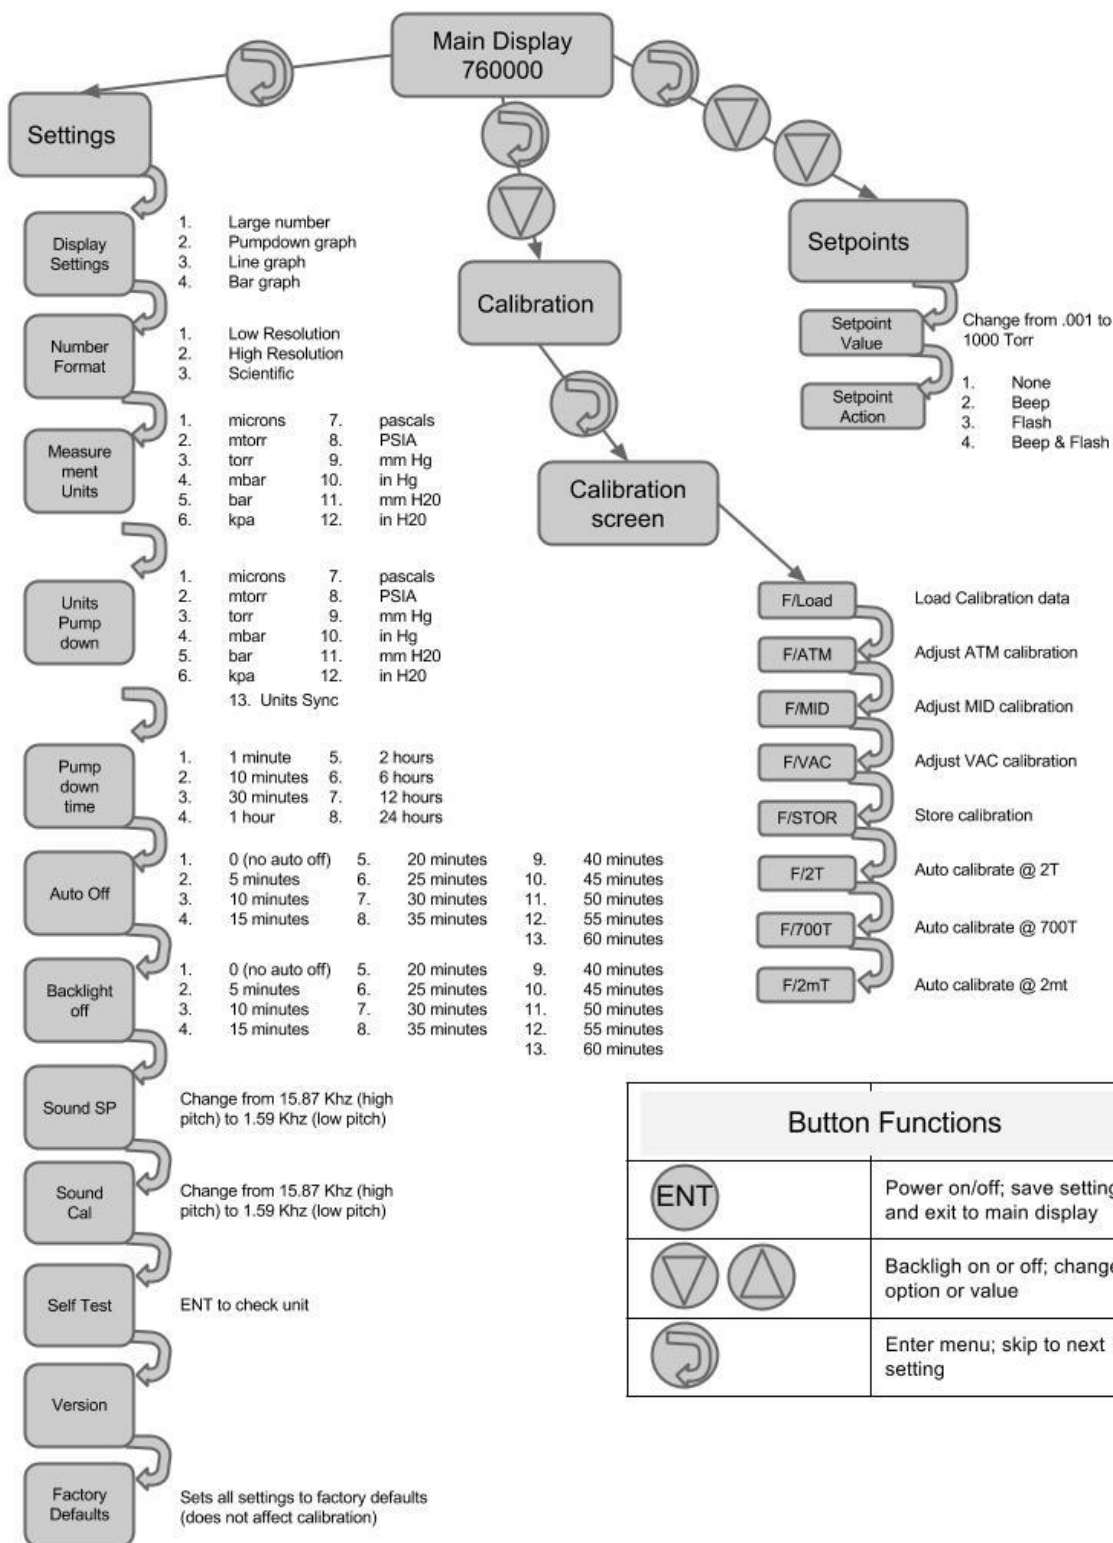 Main Display
760000
Settings
Display
Settings
1. Large number
2. Pumpdown graph
3. Line graph
4. Bar graph
Number
Format
1. Low Resolution
2. High Resolution
3. Scientific
Measure
ment
Units
1. microns 7. pascals
2. mtorr 8. PSIA
3. torr 9. mm Hg
4. mbar 10. in Hg
5. bar 11. mm H20
6. kpa 12. in H20
Units
Pump
down
1. microns 7. pascals
2. mtorr 8. PSIA
3. torr 9. mm Hg
4. mbar 10. in Hg
5. bar 11. mm H20
6. kpa 12. in H20
13. Units Sync
Pump
down
time
1. 1 minute 5. 2 hours
2. 10 minutes 6. 6 hours
3. 30 minutes 7. 12 hours
4. 1 hour 8. 24 hours
Auto Off
1. 0 (no auto off) 5. 20 minutes 9. 40 minutes
2. 5 minutes 6. 25 minutes 10. 45 minutes
3. 10 minutes 7. 30 minutes 11. 50 minutes
4. 15 minutes 8. 35 minutes 12. 55 minutes
13. 60 minutes
Backlight
off
1. 0 (no auto off) 5. 20 minutes 9. 40 minutes
2. 5 minutes 6. 25 minutes 10. 45 minutes
3. 10 minutes 7. 30 minutes 11. 50 minutes
4. 15 minutes 8. 35 minutes 12. 55 minutes
13. 60 minutes
Sound SP
Change from 15.87 Khz (high
pitch) to 1.59 Khz (low pitch)
Sound
Cal
Change from 15.87 Khz (high
pitch) to 1.59 Khz (low pitch)
Self Test
ENT to check unit
Version
Factory
Defaults
Sets all settings to factory defaults
(does not affect calibration)
Calibration
Calibration
screen
F/Load Load Calibration data
F/ATM Adjust ATM calibration
F/MID Adjust MID calibration
F/VAC Adjust VAC calibration
F/STOR Store calibration
F/2T Auto calibrate @ 2T
F/700T Auto calibrate @ 700T
F/2mT Auto calibrate @ 2mt
Setpoints
Setpoint
Value
Change from .001 to
1000 Torr
Setpoint
Action
1. None
2. Beep
3. Flash
4. Beep & Flash
Button Functions
ENT
Power on/off; save setting
and exit to main display
Backligh on or off; change
option or value
Enter menu; skip to next
setting